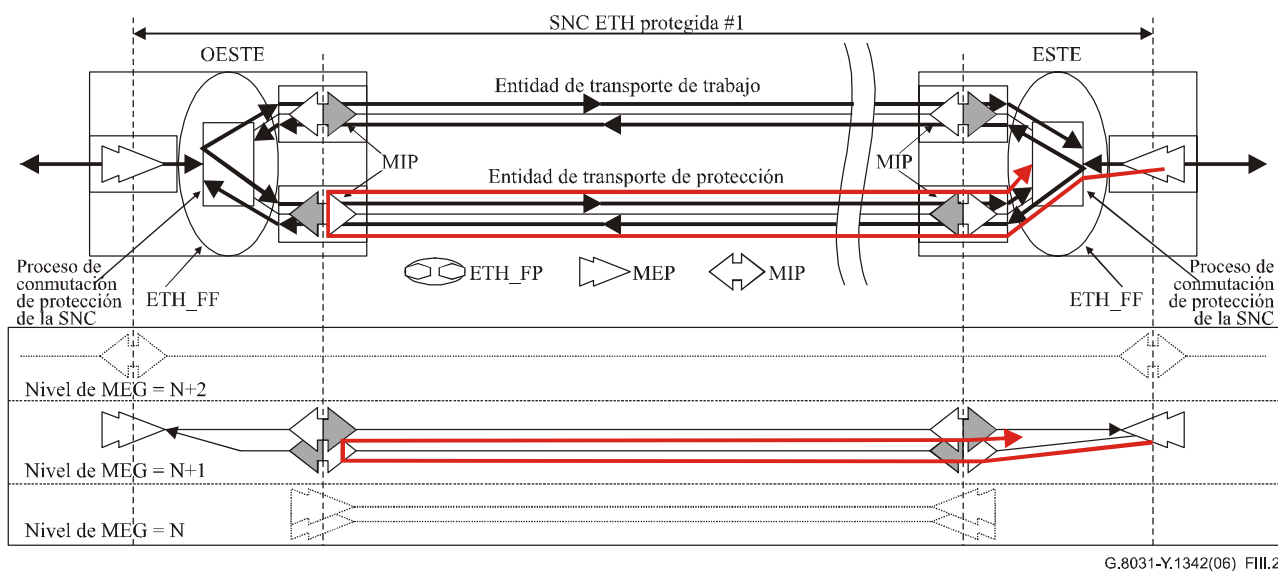 SNC ETH protegida #1
OESTE
ESTE
Entidad de transporte de trabajo
MIP
MIP
Entidad de transporte de protección
Proceso de
conmutación
de protección
de la SNC
ETH_FF
ETH_FP
MEP
MIP
ETH_FF
Proceso de
conmutación
de protección
de la SNC
Nivel de MEG = N+2
Nivel de MEG = N+1
Nivel de MEG = N
G.8031-Y.1342(06) FIII.2